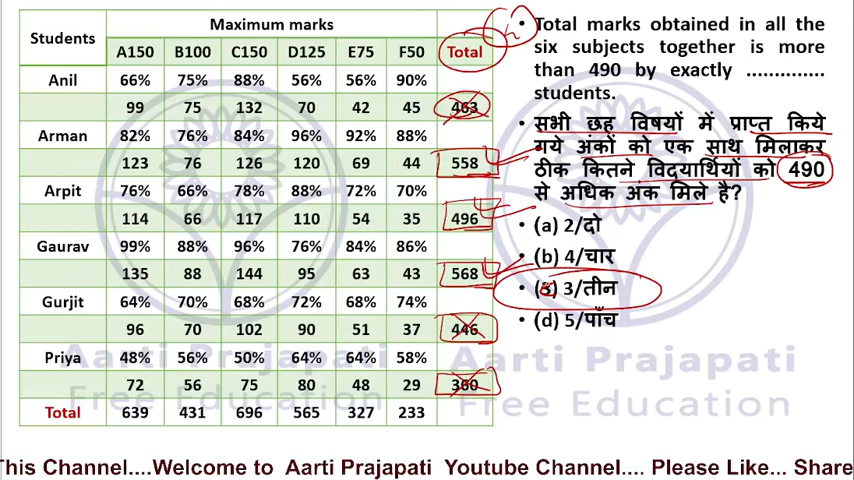 Students Maximum marks
A150 B100 C150 D125 E75 F50 Total
Anil 66% 75% 88% 56% 56% 90%
99 75 132 70 42 45 463
Arman 82% 76% 84% 96% 92% 88%
123 76 126 120 69 44 558
Arpit 76% 66% 78% 88% 72% 70%
114 66 117 110 54 35 496
Gaurav 99% 88% 96% 76% 84% 86%
135 88 144 95 63 43 568
Gurjit 64% 70% 68% 72% 68% 74%
96 70 102 90 51 37 446
Priya 48% 56% 50% 64% 64% 58%
72 56 75 80 48 29 360
Total 639 431 696 565 327 233
• Total marks obtained in all the
six subjects together is more
than 490 by exactly ..............
students.
• सभी छह विषयों में प्राप्त किये
गये अंकों को एक साथ मिलाकर
ठीक कितने विदयार्थियों को 490
से अधिक अंक मिले है?
• (a) 2/दो
• (b) 4/चार
• (3) 3/तीन
• (d) 5/पाँच
Aarti Prajapati
Free Education
Aarti Prajapati
Free Education
This Channel....Welcome to Aarti Prajapati Youtube Channel.... Please Like... Share